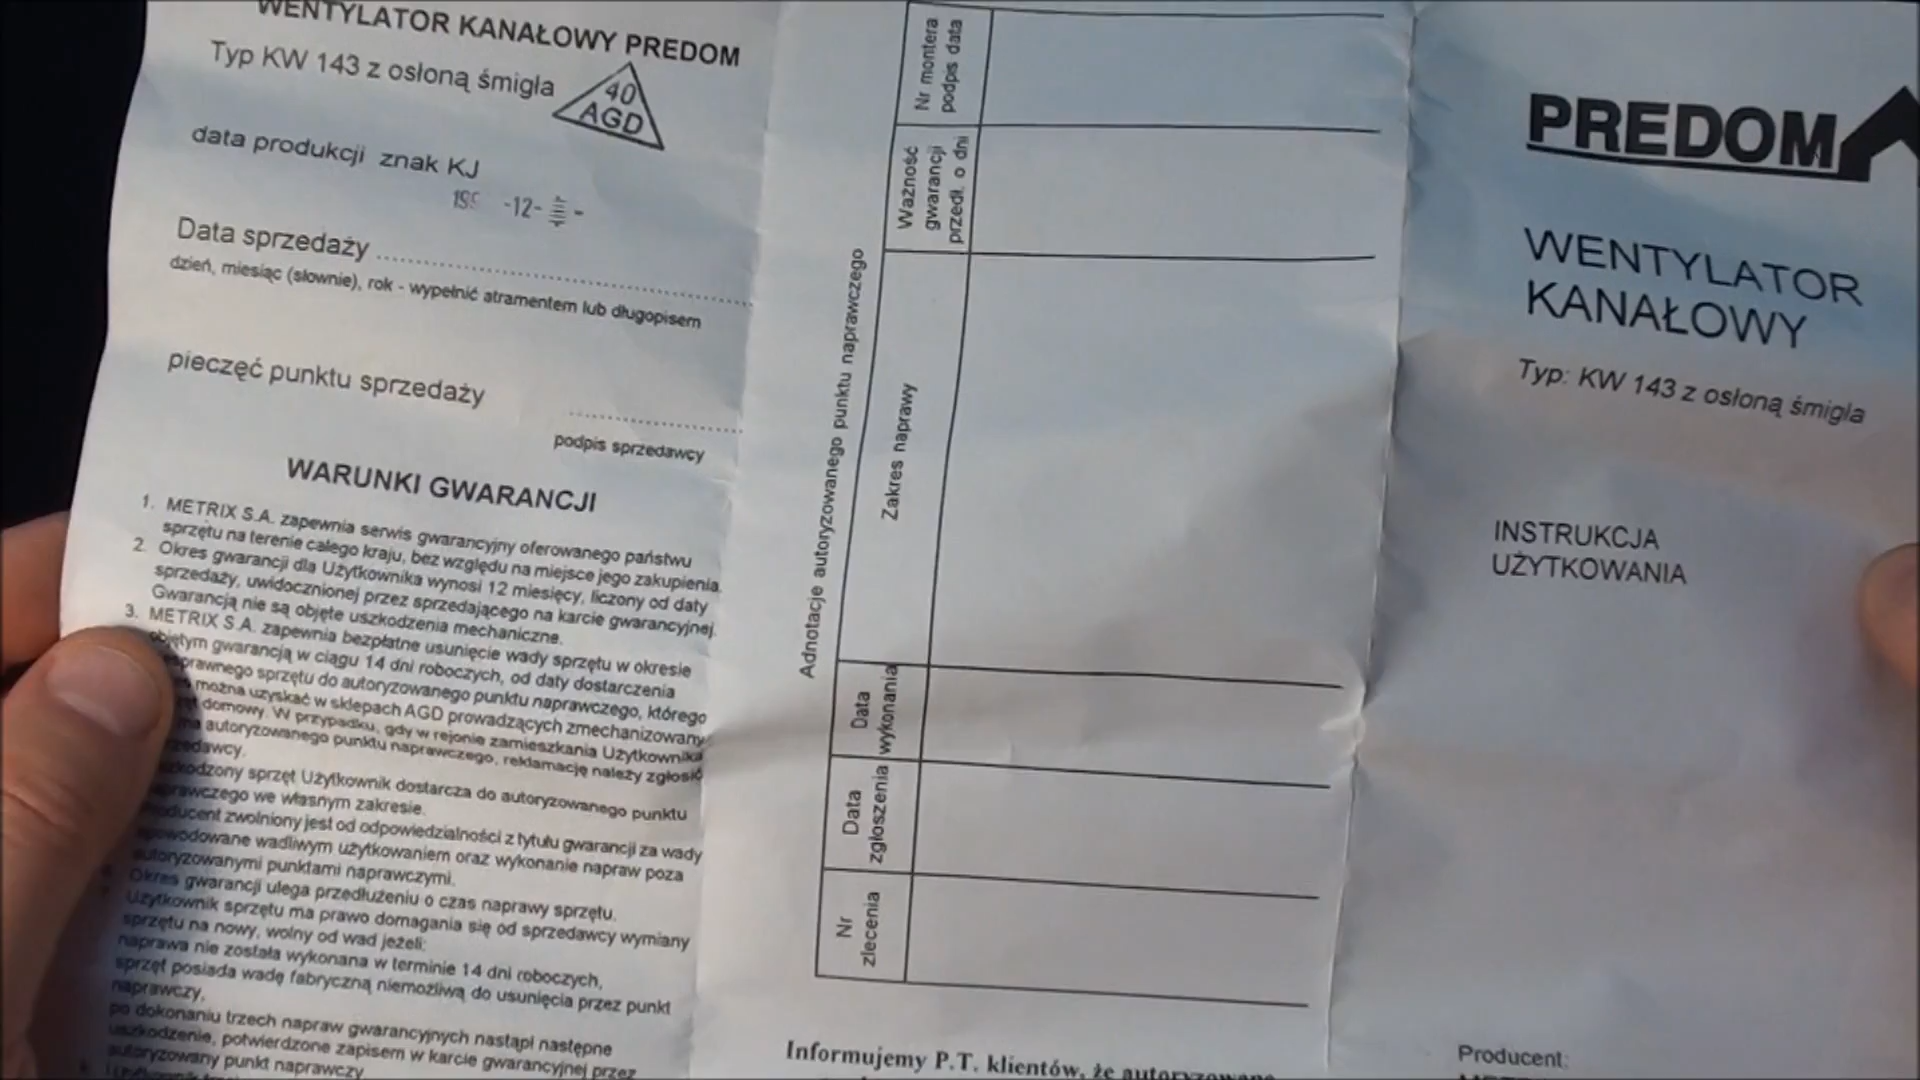 WENTYLATOR KANAŁOWY PREDOM
Typ KW 143 z osłoną śmigla
40
AGD
data produkcji znak KJ
-12-
Data sprzedaży
dzień, miesiąc (słownie), rok - wypełnić atramentem lub długopisem
pieczęć punktu sprzedaży
podpis sprzedawcy
WARUNKI GWARANCJI
1. METRIX S.A. zapewnia serwis gwarancyjny oferowanego państwu
sprzętu na terenie całego kraju, bez względu na miejsce jego zakupienia.
2. Okres gwarancji dla Użytkownika wynosi 12 miesięcy, liczony od daty
sprzedaży, uwidocznionej przez sprzedającego na karcie gwarancyjnej.
Gwarancją nie są objęte uszkodzenia mechaniczne.
3. METRIX S.A. zapewnia bezpłatne usunięcie wady sprzętu w okresie
objętym gwarancją w ciągu 14 dni roboczych, od daty dostarczenia
sprzętu do autoryzowanego punktu naprawczego, którego
można uzyskać w sklepach AGD prowadzących zmechanizowany
domowy. W przypadku, gdy w rejonie zamieszkania Użytkownika
autoryzowanego punktu naprawczego, reklamację należy zgłosić
sprzęt Użytkownik dostarcza do autoryzowanego punktu
we własnym zakresie.
zwolniony jest od odpowiedzialności z tytułu gwarancji za wady
spowodowane wadliwym użytkowaniem oraz wykonanie napraw poza
autoryzowanymi punktami naprawczymi.
Okres gwarancji ulega przedłużeniu o czas naprawy sprzętu.
Użytkownik sprzętu ma prawo domagania się od sprzedawcy wymiany
sprzętu na nowy, wolny od wad jeżeli:
naprawa nie została wykonana w terminie 14 dni roboczych,
sprzęt posiada wadę fabryczną niemożliwą do usunięcia przez punkt
naprawczy,
po dokonaniu trzech napraw gwarancyjnych nastąpi następne
uszkodzenie, potwierdzone zapisem w karcie gwarancyjnej przez
autoryzowany punkt naprawczy
Adnotacje autoryzowanego punktu naprawczego
Nr zlecenia
Data zgłoszenia
Data wykonania
Zakres naprawy
Ważność gwarancji przedł. o dni
Nr montera podpis data
Informujemy P.T. klientów, że autoryzowane
PREDOM
WENTYLATOR
KANAŁOWY
Typ: KW 143 z osłoną śmigla
INSTRUKCJA
UŻYTKOWANIA
Producent: